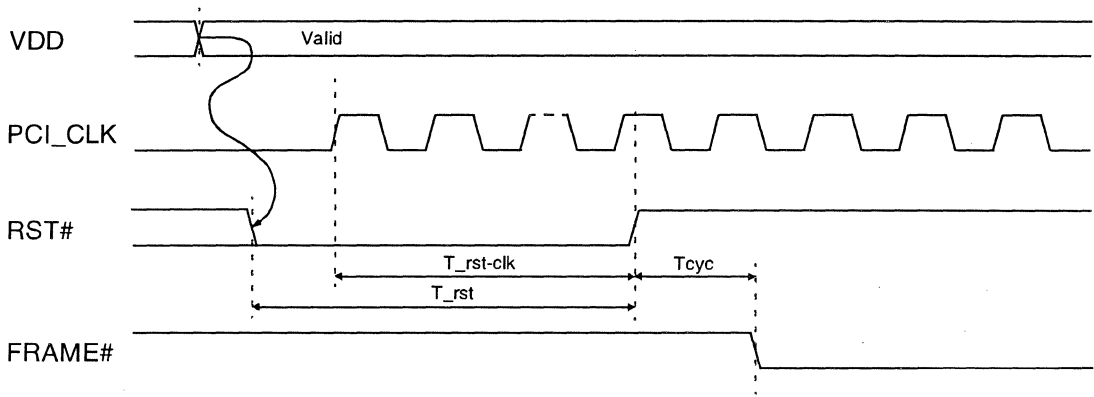 VDD
Valid
PCI_CLK
RST#
T_rst-clk
Tcyc
T_rst
FRAME#